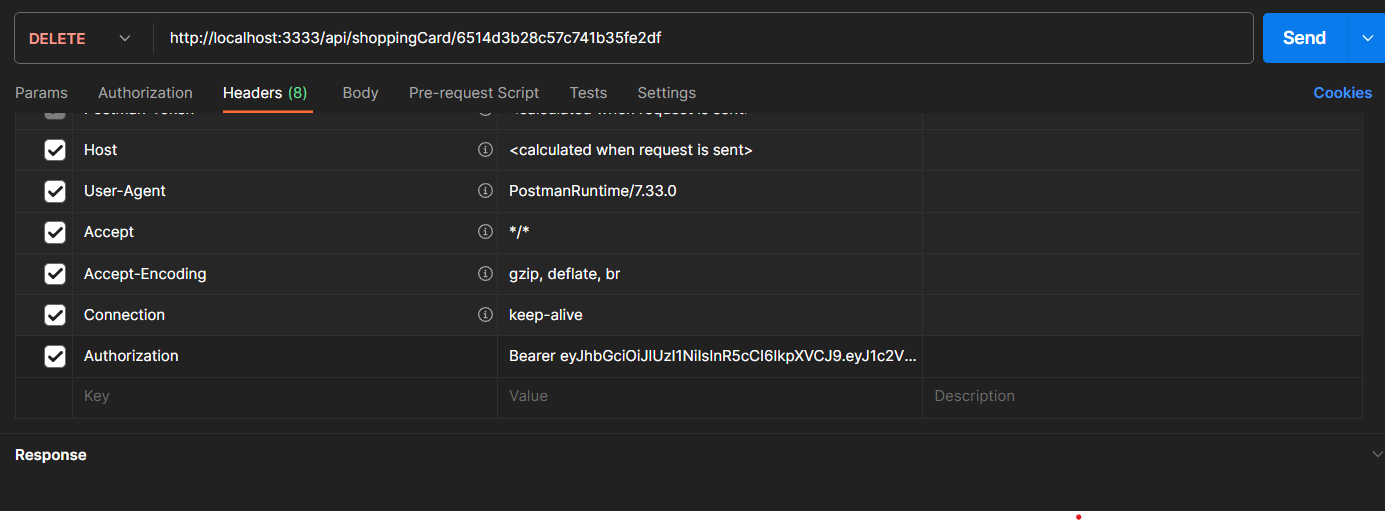 DELETE http://localhost:3333/api/shoppingCard/6514d3b28c57c741b35fe2df Send
Params Authorization Headers (8) Body Pre-request Script Tests Settings Cookies
Host <calculated when request is sent>
User-Agent PostmanRuntime/7.33.0
Accept */*
Accept-Encoding gzip, deflate, br
Connection keep-alive
Authorization Bearer eyJhbGciOiJIUzI1NiIsInR5cCI6IkpXVCJ9.eyJ1c2V...
Key Value Description
Response